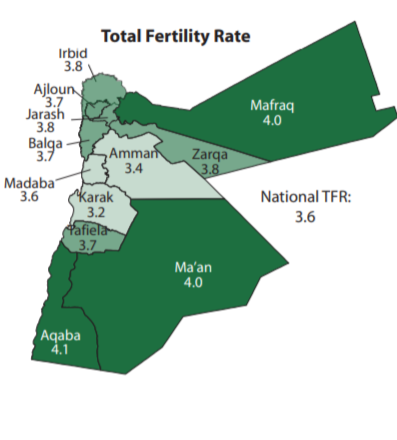 Total Fertility Rate
Irbid
3.8
Ajloun
3.7
Jarash
3.8
Balqa
3.7
Madaba
3.6
Mafraq
4.0
Amman
3.4
Zarqa
3.8
Karak
3.2
Tafiela
3.7
National TFR:
3.6
Ma'an
4.0
Aqaba
4.1